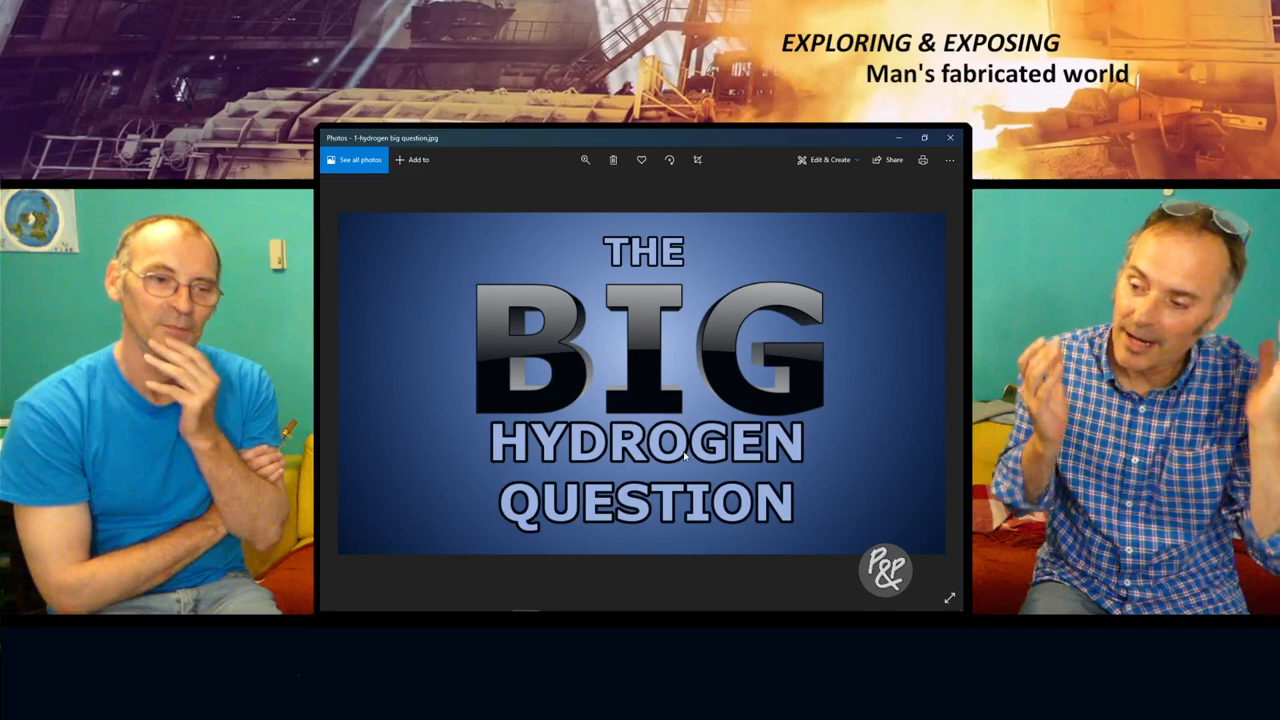 EXPLORING & EXPOSING
Man's fabricated world
Photos - 1-hydrogen big question.jpg
See all photos
Add to
Edit & Create
Share
THE
BIG
HYDROGEN
QUESTION
P&P